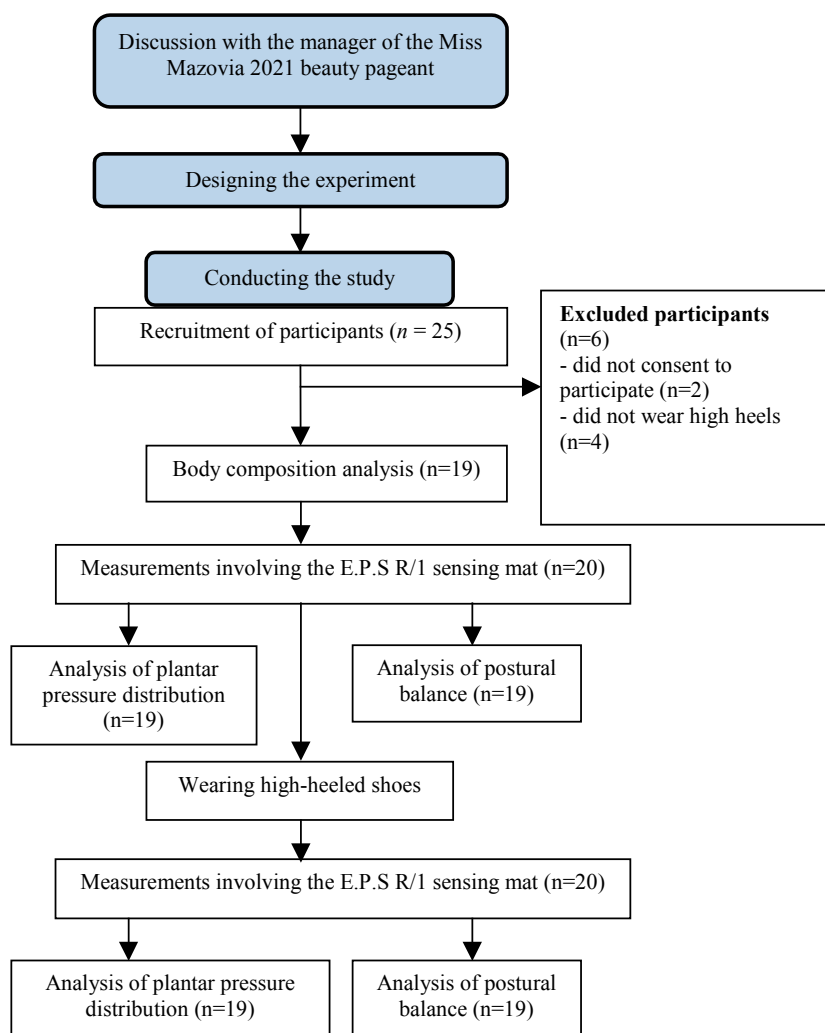 Discussion with the manager of the Miss
Mazovia 2021 beauty pageant
Designing the experiment
Conducting the study
Recruitment of participants (n = 25)
Excluded participants
(n=6)
- did not consent to
participate (n=2)
- did not wear high heels
(n=4)
Body composition analysis (n=19)
Measurements involving the E.P.S R/1 sensing mat (n=20)
Analysis of plantar
pressure distribution
(n=19)
Analysis of postural
balance (n=19)
Wearing high-heeled shoes
Measurements involving the E.P.S R/1 sensing mat (n=20)
Analysis of plantar pressure
distribution (n=19)
Analysis of postural
balance (n=19)